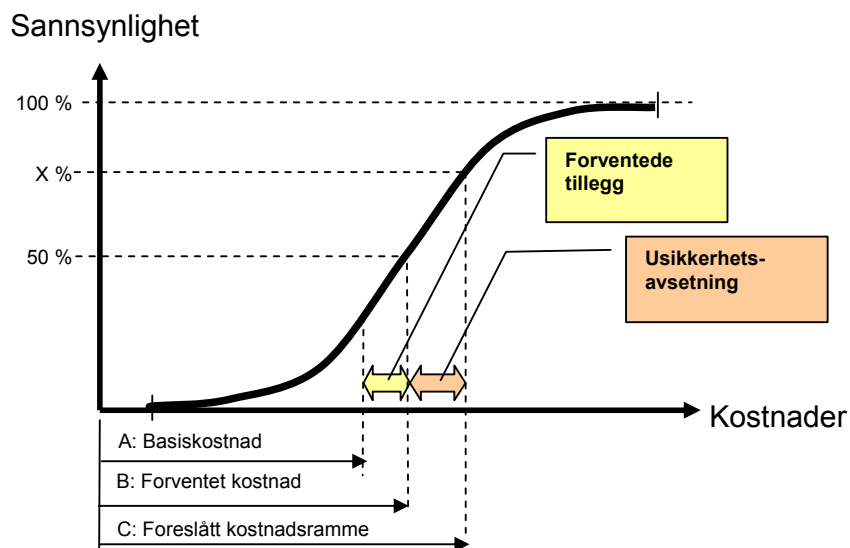 Sannsynlighet
100 %
X %
50 %
Forventede
tillegg
Usikkerhets-
avsetning
Kostnader
A: Basiskostnad
B: Forventet kostnad
C: Foreslått kostnadsramme